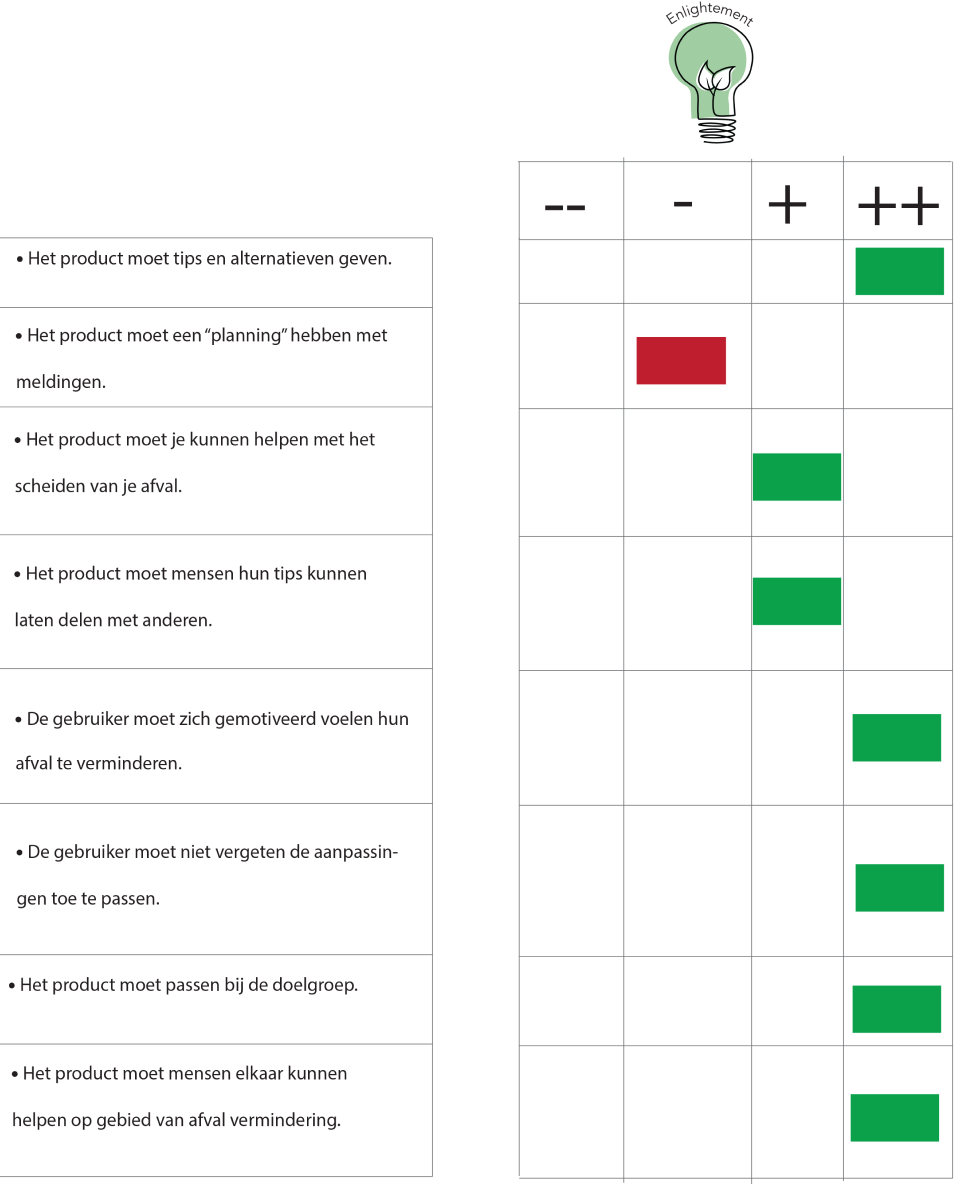 Enlightement
-- - + ++
• Het product moet tips en alternatieven geven.
• Het product moet een “planning” hebben met
meldingen.
• Het product moet je kunnen helpen met het
scheiden van je afval.
• Het product moet mensen hun tips kunnen
laten delen met anderen.
• De gebruiker moet zich gemotiveerd voelen hun
afval te verminderen.
• De gebruiker moet niet vergeten de aanpassin-
gen toe te passen.
• Het product moet passen bij de doelgroep.
• Het product moet mensen elkaar kunnen
helpen op gebied van afval vermindering.